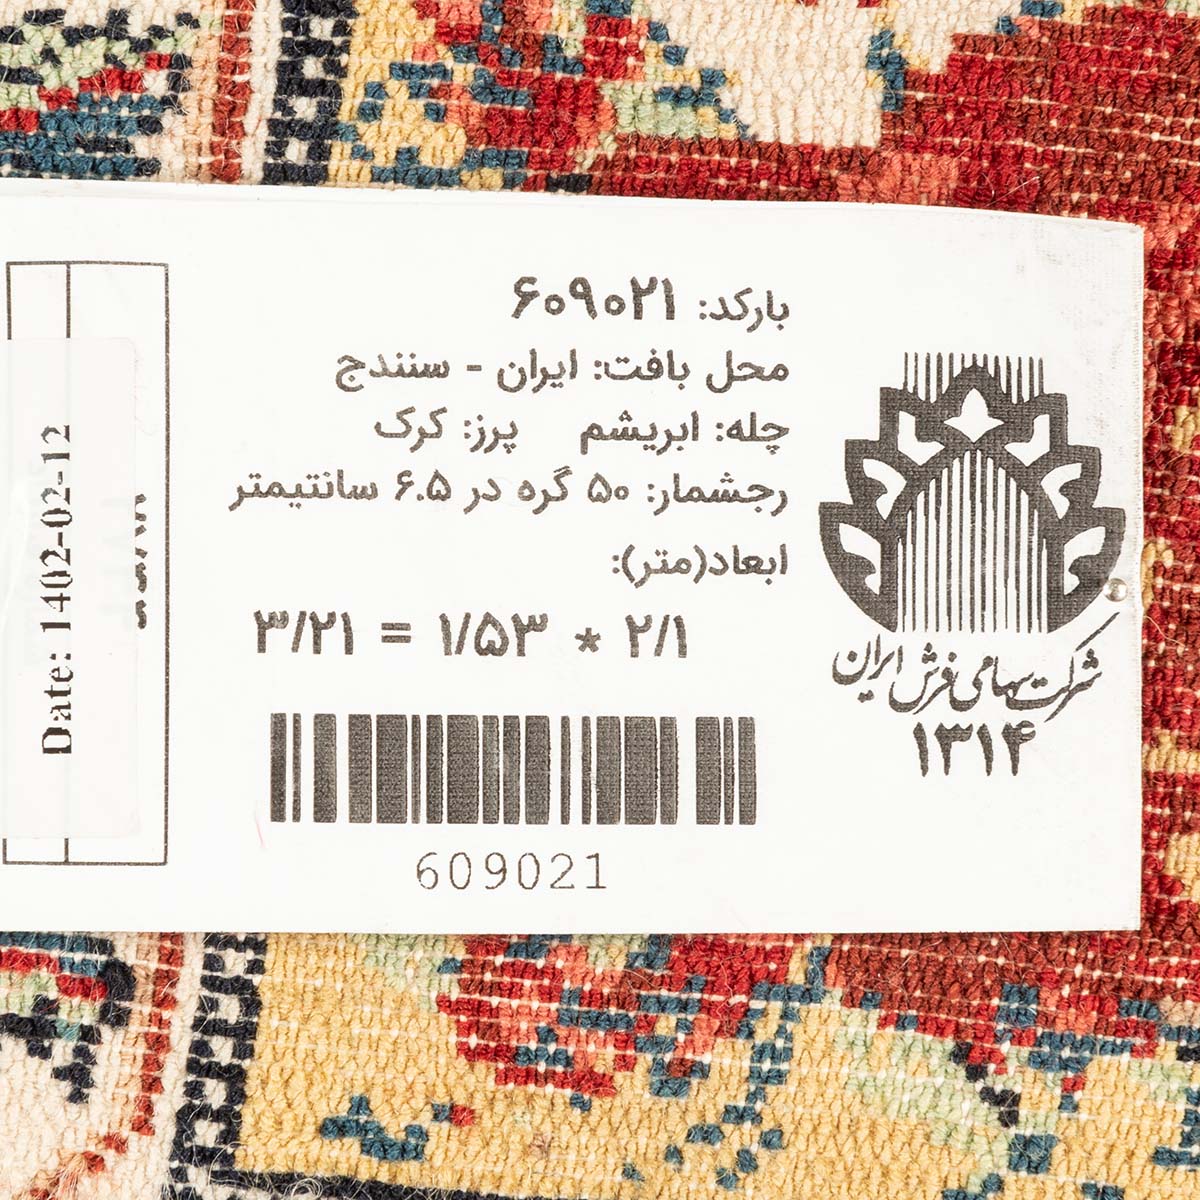 بارکد: ۶۰۹۰۲۱
محل بافت: ایران - سنندج
چله: ابریشم پرز: کرک
رجشمار: ۵۰ گره در ۶.۵ سانتیمتر
ابعاد(متر):
۲/۱ * ۱/۵۳ = ۳/۲۱
609021
شرکت سهامی فرش ایران
۱۳۱۴
Date: 1402-02-12